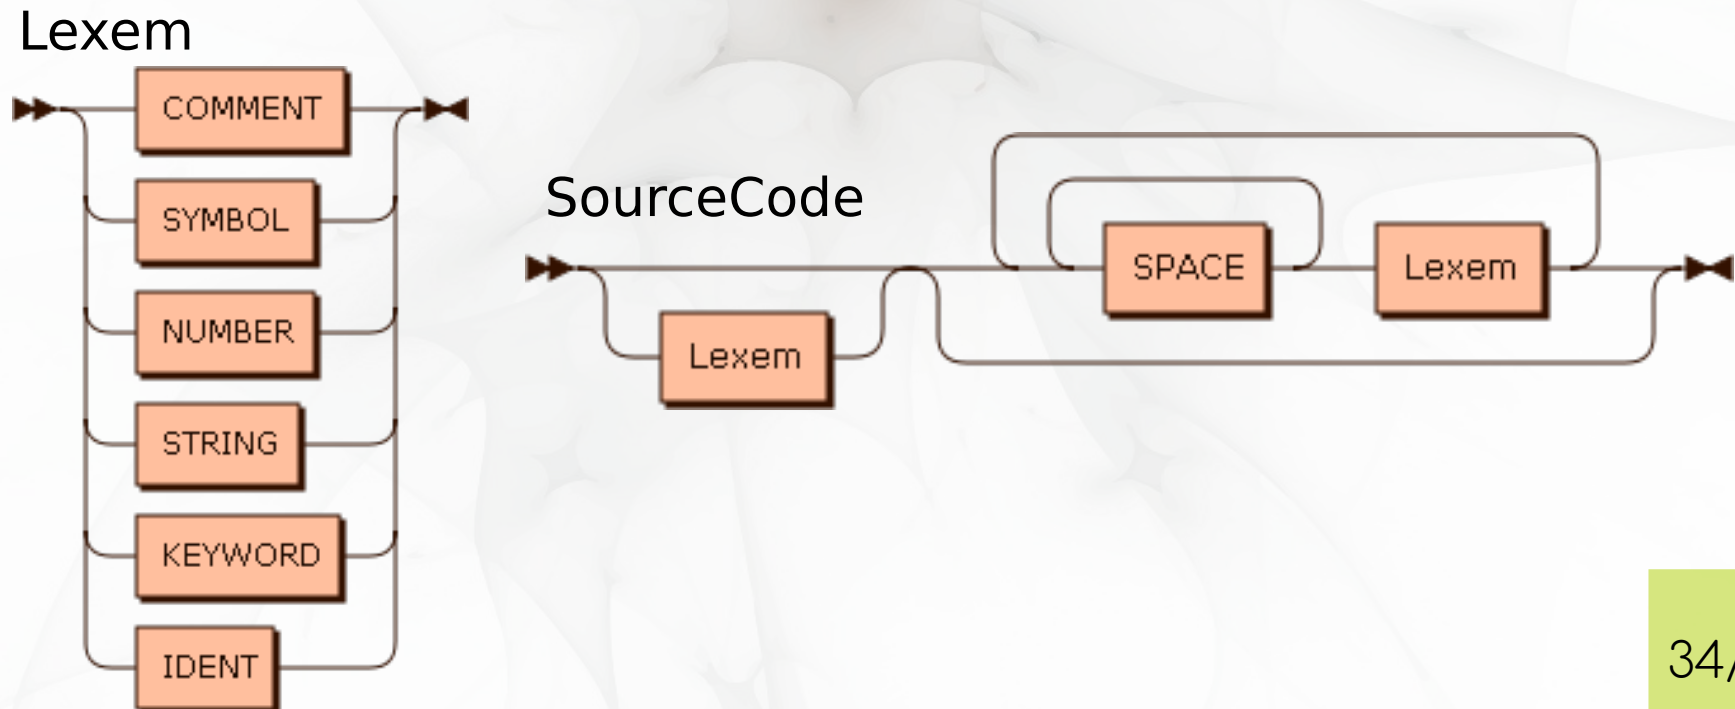 Lexem
COMMENT
SYMBOL
NUMBER
STRING
KEYWORD
IDENT
SourceCode
SPACE
Lexem
Lexem
34/